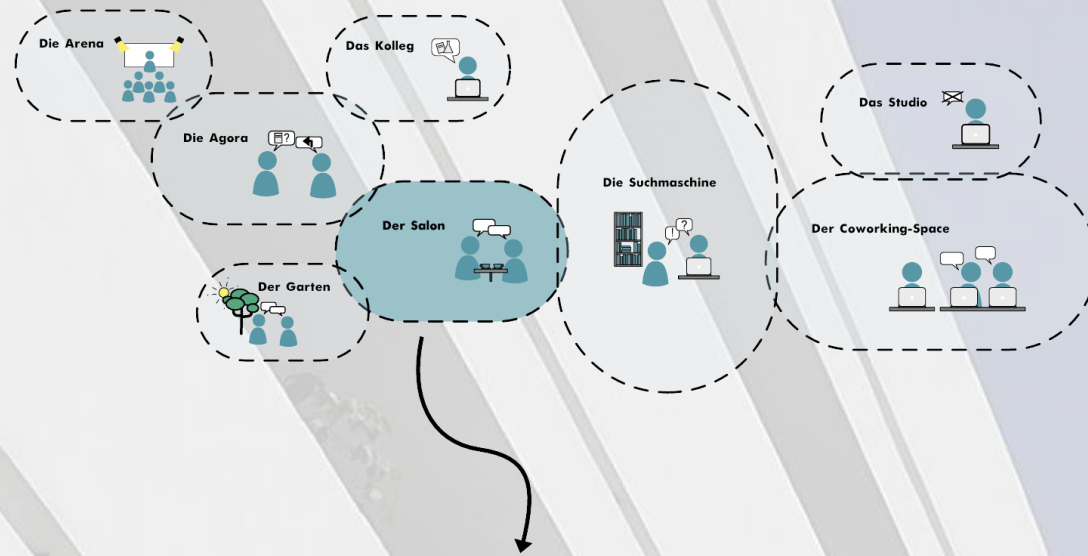 Die Arena
Das Kolleg
Die Agora
?
Der Salon
Der Garten
Die Suchmaschine
! ?
Das Studio
Der Coworking-Space